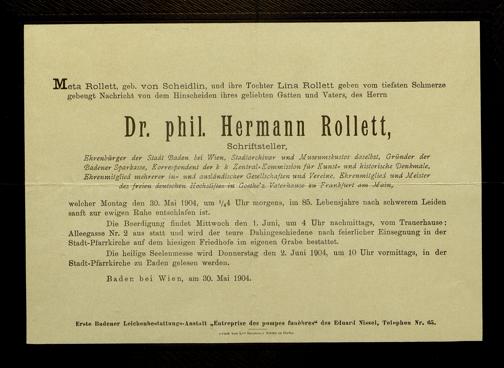 Meta Rollett, geb. von Scheidlin, und ihre Tochter Lina Rollett geben vom tiefsten Schmerze
gebeugt Nachricht von dem Hinscheiden ihres geliebten Gatten und Vaters, des Herrn
Dr. phil. Hermann Rollett,
Schriftsteller,
Ehrenbürger der Stadt Baden bei Wien, Stadtarchivar und Museumskustos daselbst, Gründer der
Badener Sparkasse, Korrespondent der k k Zentral-Commission für Kunst- und historische Denkmale,
Ehrenmitglied mehrerer in- und ausländischer Gesellschaften und Vereine, Ehrenmitglied und Meister
des freien deutschen Hochstiftes in Goethe's Vaterhause zu Frankfurt am Main,
welcher Montag den 30. Mai 1904, um 1/4 4 Uhr morgens, im 85. Lebensjahre nach schwerem Leiden
sanft zur ewigen Ruhe entschlafen ist.
Die Beerdigung findet Mittwoch den 1. Juni, um 4 Uhr nachmittags, vom Trauerhause:
Alleegasse Nr. 2 aus statt und wird der teure Dahingeschiedene nach feierlicher Einsegnung in der
Stadt-Pfarrkirche auf dem hiesigen Friedhofe im eigenen Grabe bestattet.
Die heilige Seelenmesse wird Donnerstag den 2. Juni 1904, um 10 Uhr vormittags, in der
Stadt-Pfarrkirche zu Baden gelesen werden.
Baden bei Wien, am 30. Mai 1904.
Erste Badener Leichenbestattungs-Anstalt „Entreprise des pompes funèbres" des Eduard Nissel, Telephon Nr. 65.